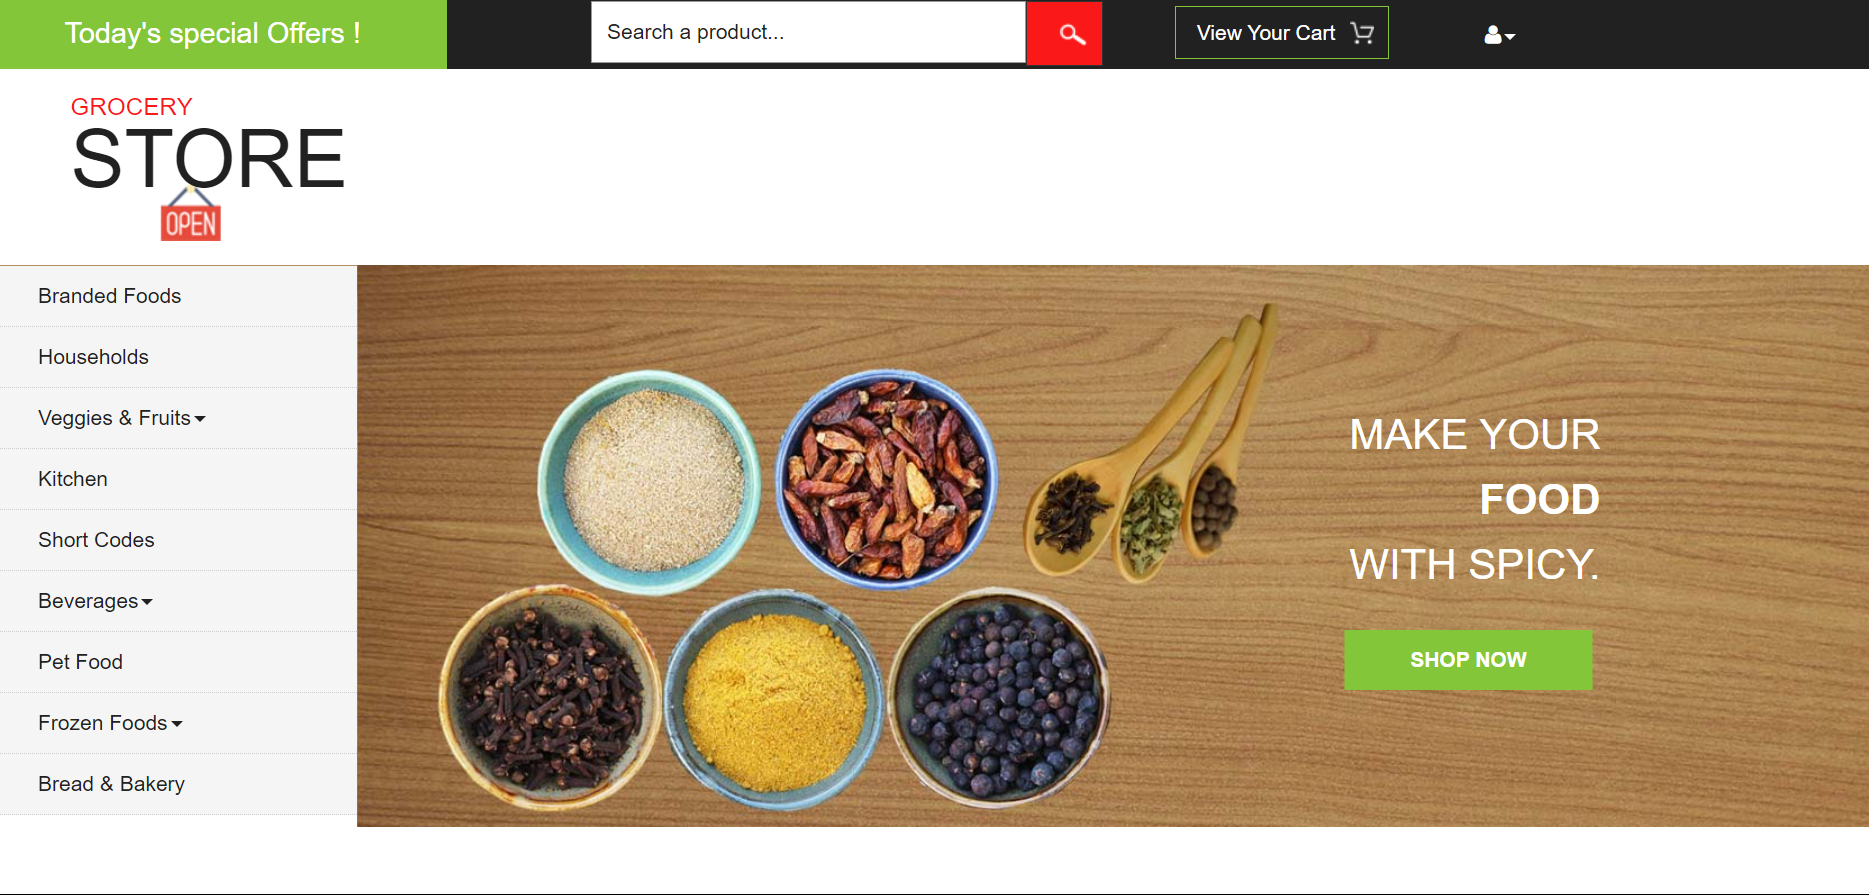 Today's special Offers !
Search a product...
View Your Cart
GROCERY
STORE
OPEN
Branded Foods
Households
Veggies & Fruits
Kitchen
Short Codes
Beverages
Pet Food
Frozen Foods
Bread & Bakery
MAKE YOUR
FOOD
WITH SPICY.
SHOP NOW